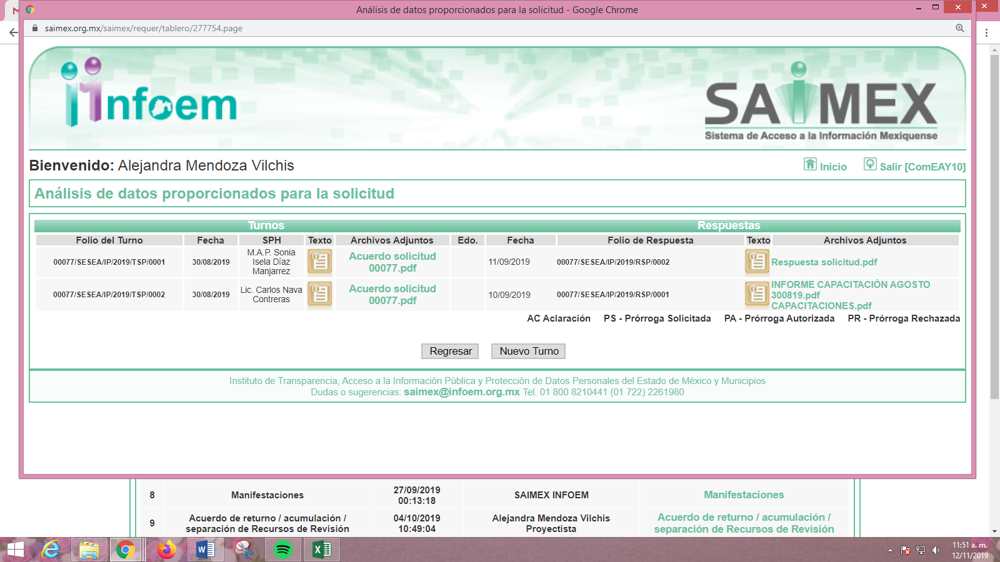 Análisis de datos proporcionados para la solicitud - Google Chrome
saimex.org.mx/saimex/requer/tablero/277754.page
infoem
SAIMEX
Sistema de Acceso a la Información Mexiquense
Bienvenido: Alejandra Mendoza Vilchis
Inicio
Salir [ComEAY10]
Análisis de datos proporcionados para la solicitud
Turnos
Respuestas
Folio del Turno
Fecha
SPH
Texto
Archivos Adjuntos
Edo.
Fecha
Folio de Respuesta
Texto
Archivos Adjuntos
00077/SESEA/IP/2019/TSP/0001
30/08/2019
M.A.P. Sonia
Isela Díaz
Manjarrez
Acuerdo solicitud
00077.pdf
11/09/2019
00077/SESEA/IP/2019/RSP/0002
Respuesta solicitud.pdf
00077/SESEA/IP/2019/TSP/0002
30/08/2019
Lic. Carlos Nava
Contreras
Acuerdo solicitud
00077.pdf
10/09/2019
00077/SESEA/IP/2019/RSP/0001
INFORME CAPACITACIÓN AGOSTO
300819.pdf
CAPACITACIONES.pdf
AC Aclaración
PS - Prórroga Solicitada
PA - Prórroga Autorizada
PR - Prórroga Rechazada
Regresar
Nuevo Turno
Instituto de Transparencia, Acceso a la Información Pública y Protección de Datos Personales del Estado de México y Municipios
Dudas o sugerencias: saimex@infoem.org.mx Tel. 01 800 8210441 (01 722) 2261980
8
Manifestaciones
27/09/2019
00:13:18
SAIMEX INFOEM
Manifestaciones
9
Acuerdo de returno / acumulación /
separación de Recursos de Revisión
04/10/2019
10:49:04
Alejandra Mendoza Vilchis
Proyectista
Acuerdo de returno / acumulación /
separación de Recursos de Revisión
11:51 a. m.
12/11/2019